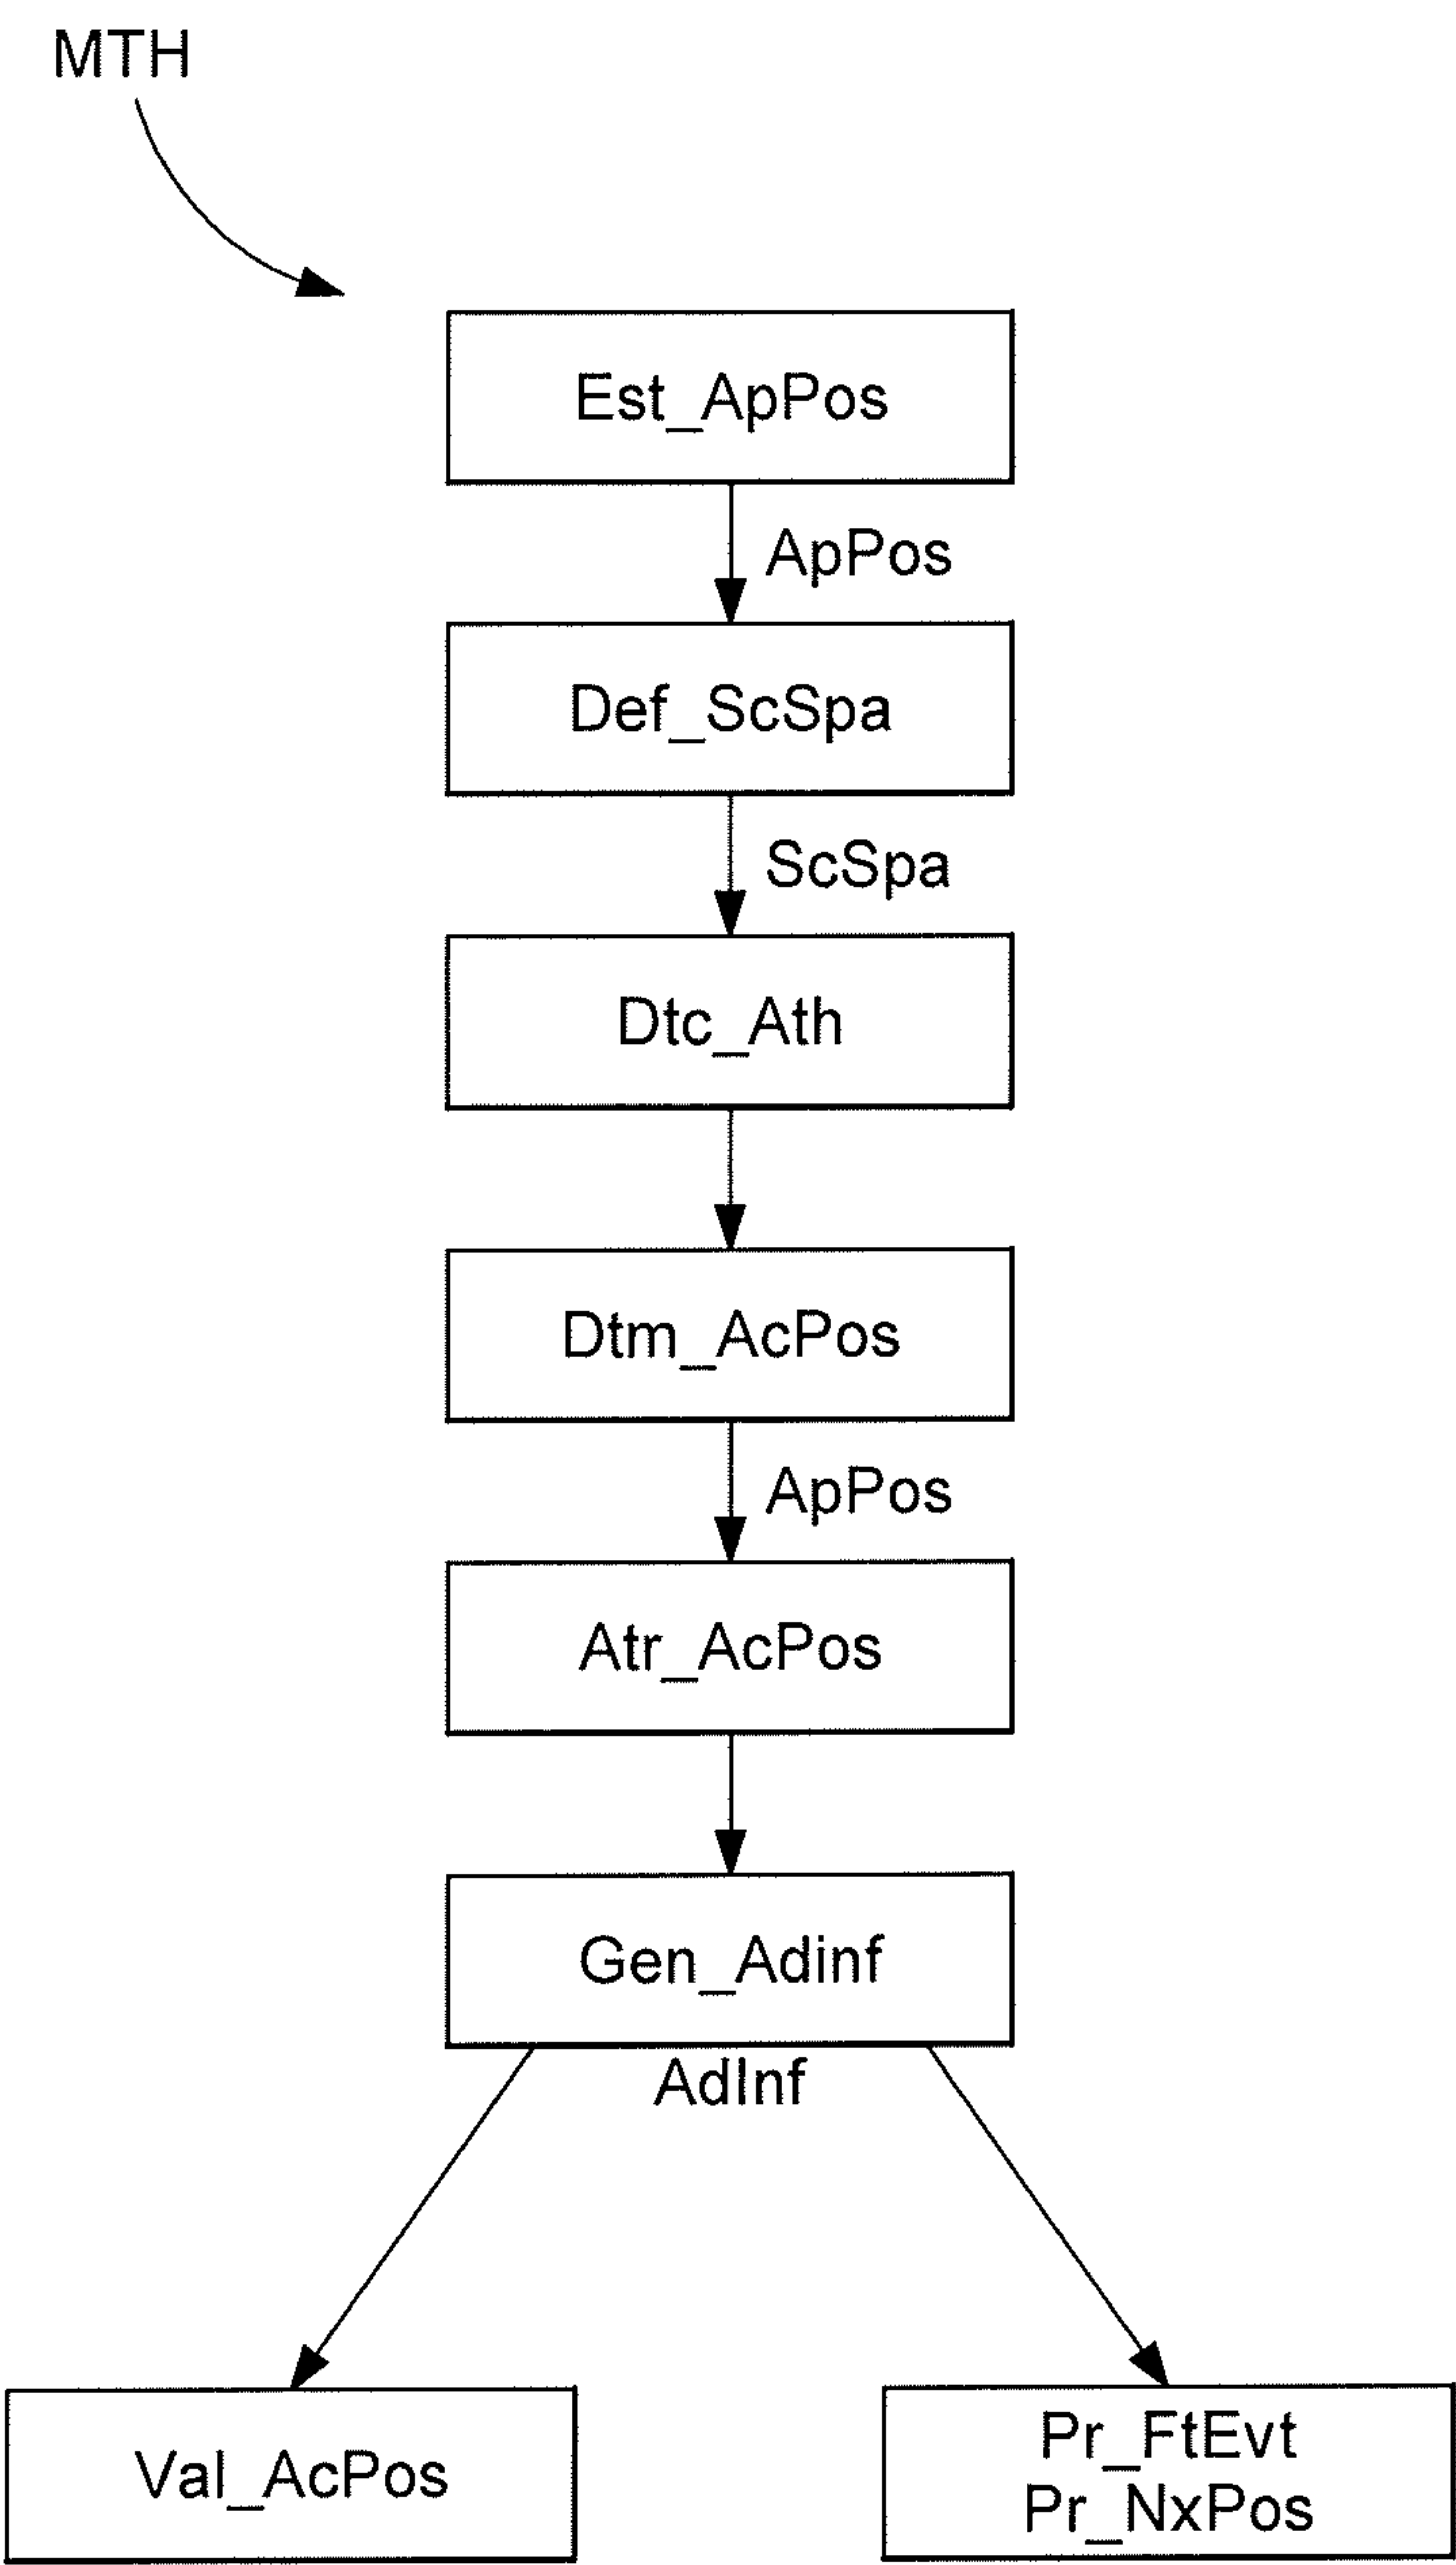 MTH
Est_ApPos
ApPos
Def_ScSpa
ScSpa
Dtc_Ath
Dtm_AcPos
ApPos
Atr_AcPos
Gen_Adinf
AdInf
Val_AcPos
Pr_FtEvt
Pr_NxPos